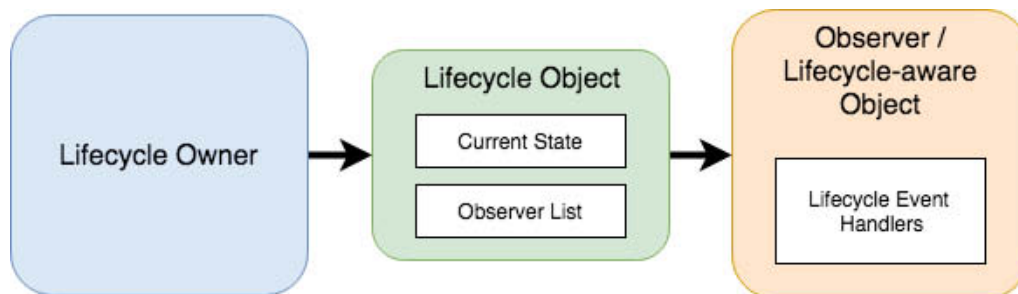 Lifecycle Owner
Lifecycle Object
Current State
Observer List
Observer /
Lifecycle-aware
Object
Lifecycle Event
Handlers